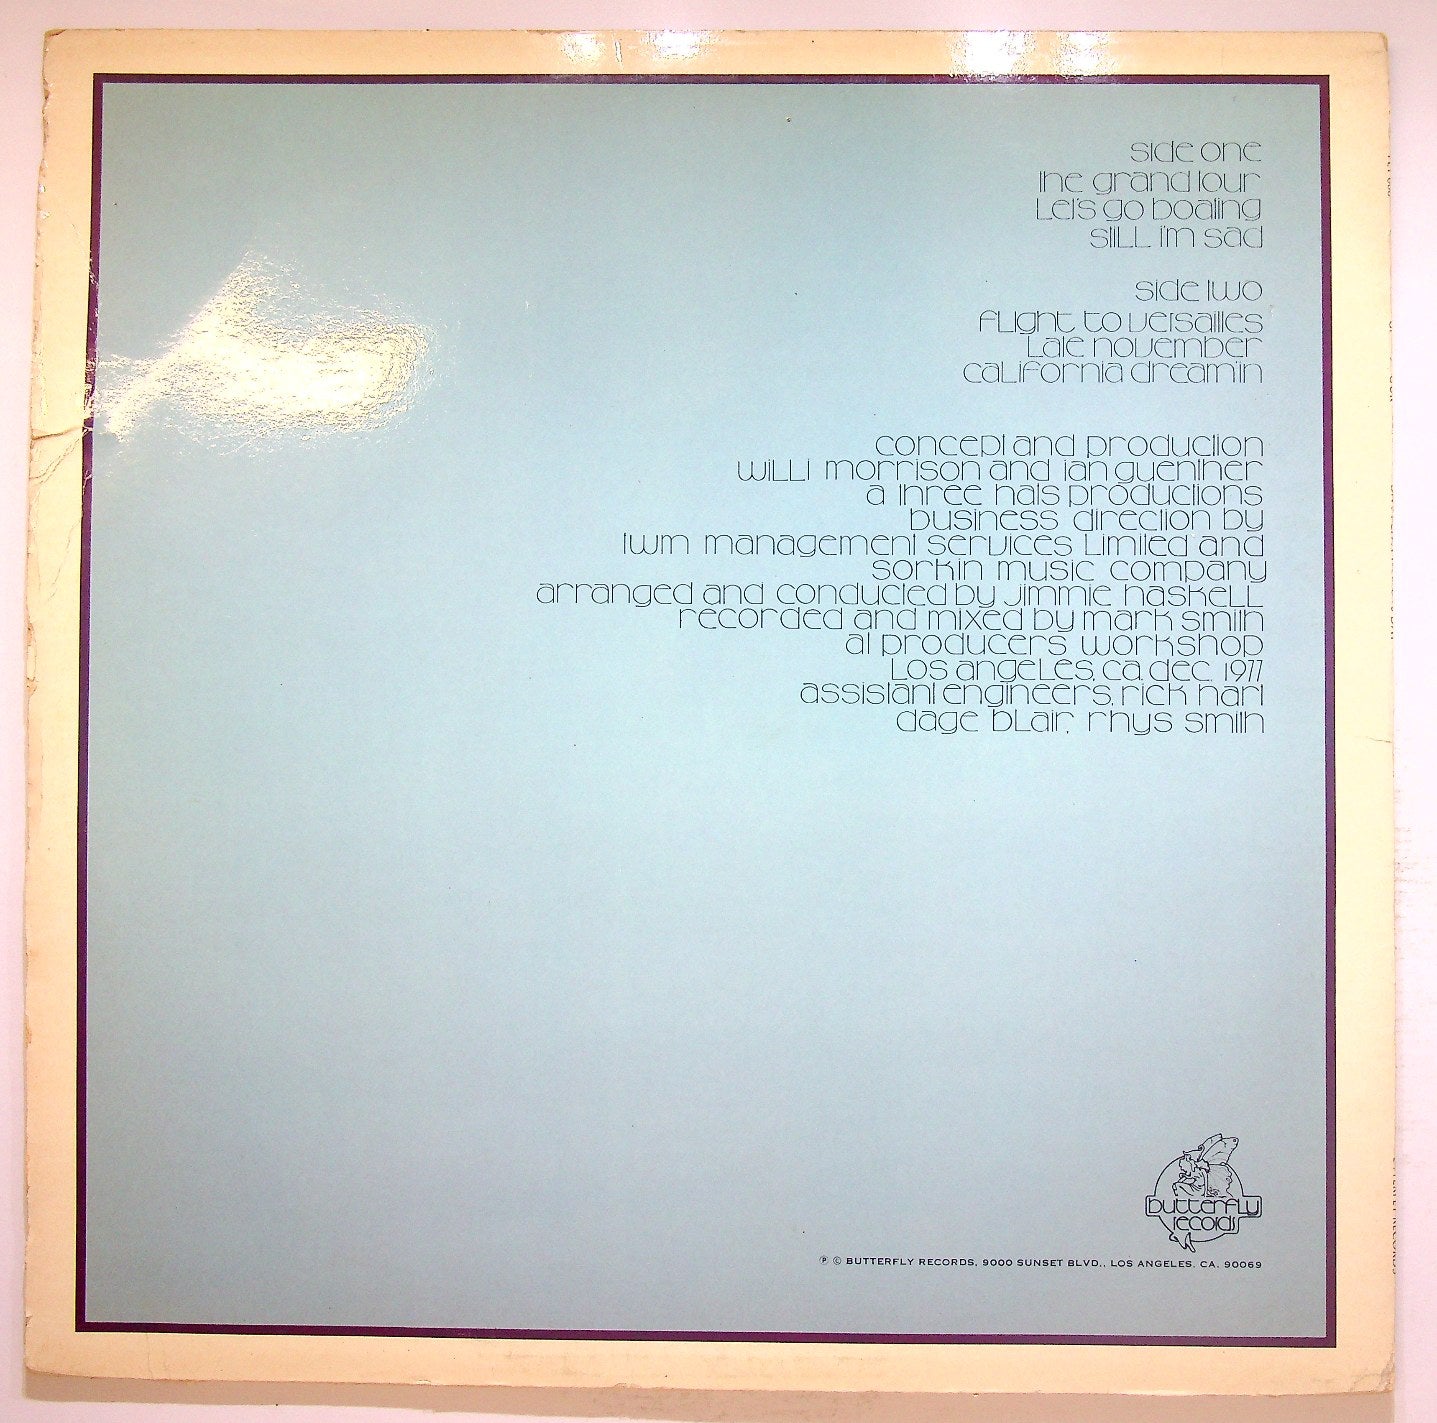 side one
the grand tour
Let's go boating
still i'm sad
side two
flight to versailles
Late november
california dream'in
concept and production
willi morrison and ian guenther
a three hats productions
business direction by
twm management services Limited and
sorkin music company
arranged and conducted by jimmie haskell
recorded and mixed by mark smith
at producers workshop
Los angeles, ca, dec. 1977
assistant engineers, rick hart
dage blair, rhys smith
butterfly
records
℗ © BUTTERFLY RECORDS, 9000 SUNSET BLVD., LOS ANGELES, CA. 90069